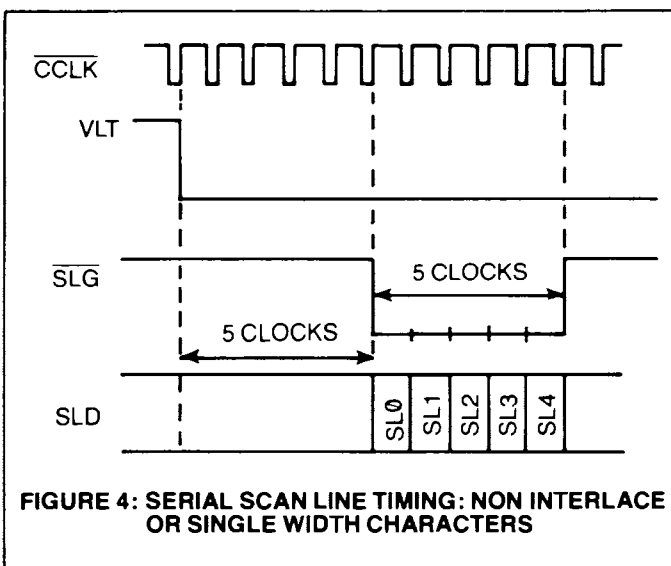 CCLK
VLT
SLG
5 CLOCKS
5 CLOCKS
SLD
SL0
SL1
SL2
SL3
SL4
FIGURE 4: SERIAL SCAN LINE TIMING: NON INTERLACE
OR SINGLE WIDTH CHARACTERS